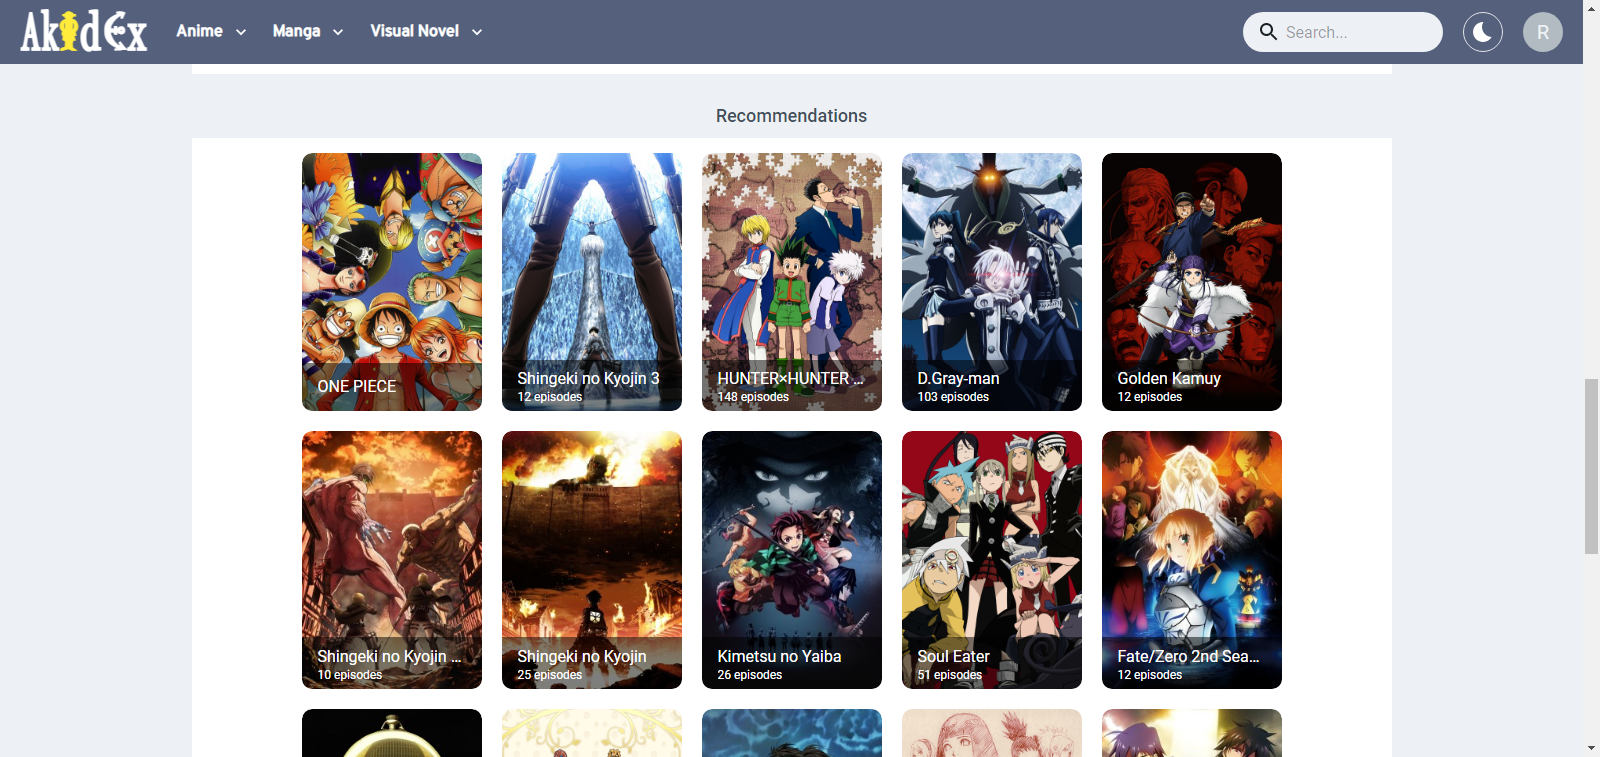 Akidex
Anime
Manga
Visual Novel
Search...
R
Recommendations
ONE PIECE
Shingeki no Kyojin 3
12 episodes
HUNTER×HUNTER ...
148 episodes
D.Gray-man
103 episodes
Golden Kamuy
12 episodes
Shingeki no Kyojin ...
10 episodes
Shingeki no Kyojin
25 episodes
Kimetsu no Yaiba
26 episodes
Soul Eater
51 episodes
Fate/Zero 2nd Sea...
12 episodes